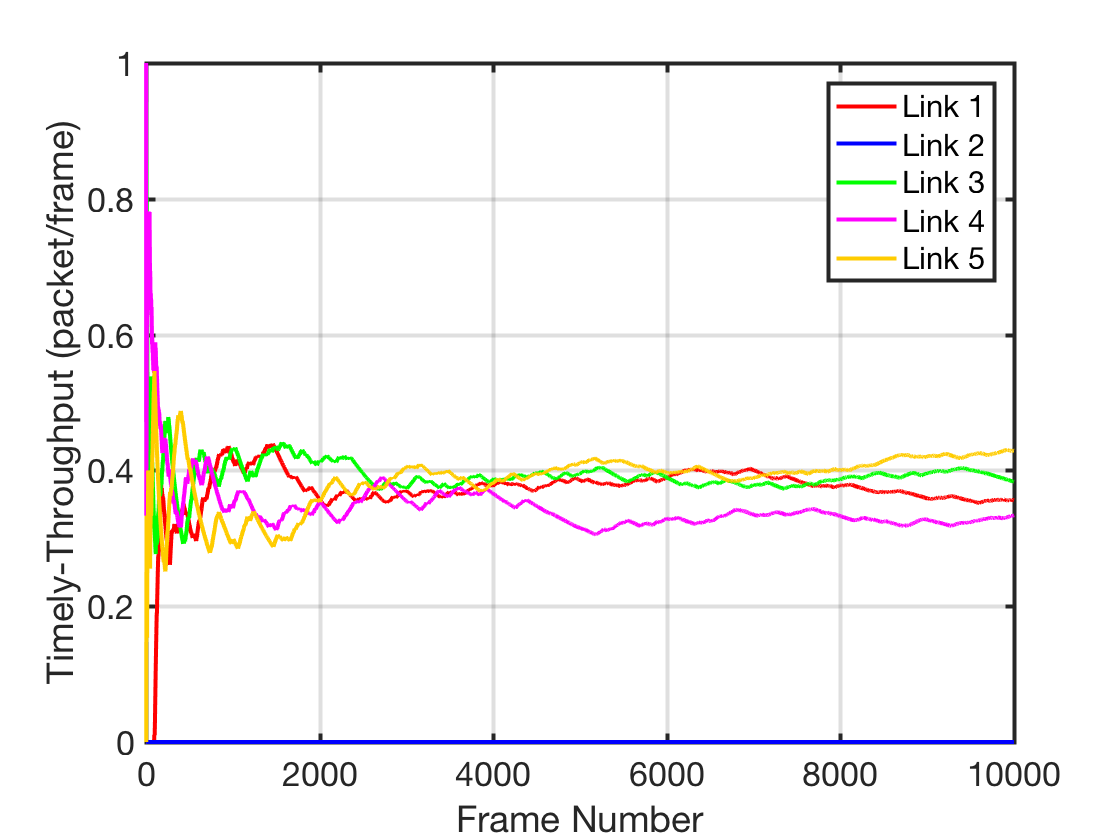 Timely-Throughput (packet/frame)
1
0.8
0.6
0.4
0.2
0
0 2000 4000 6000 8000 10000
Frame Number
Link 1
Link 2
Link 3
Link 4
Link 5